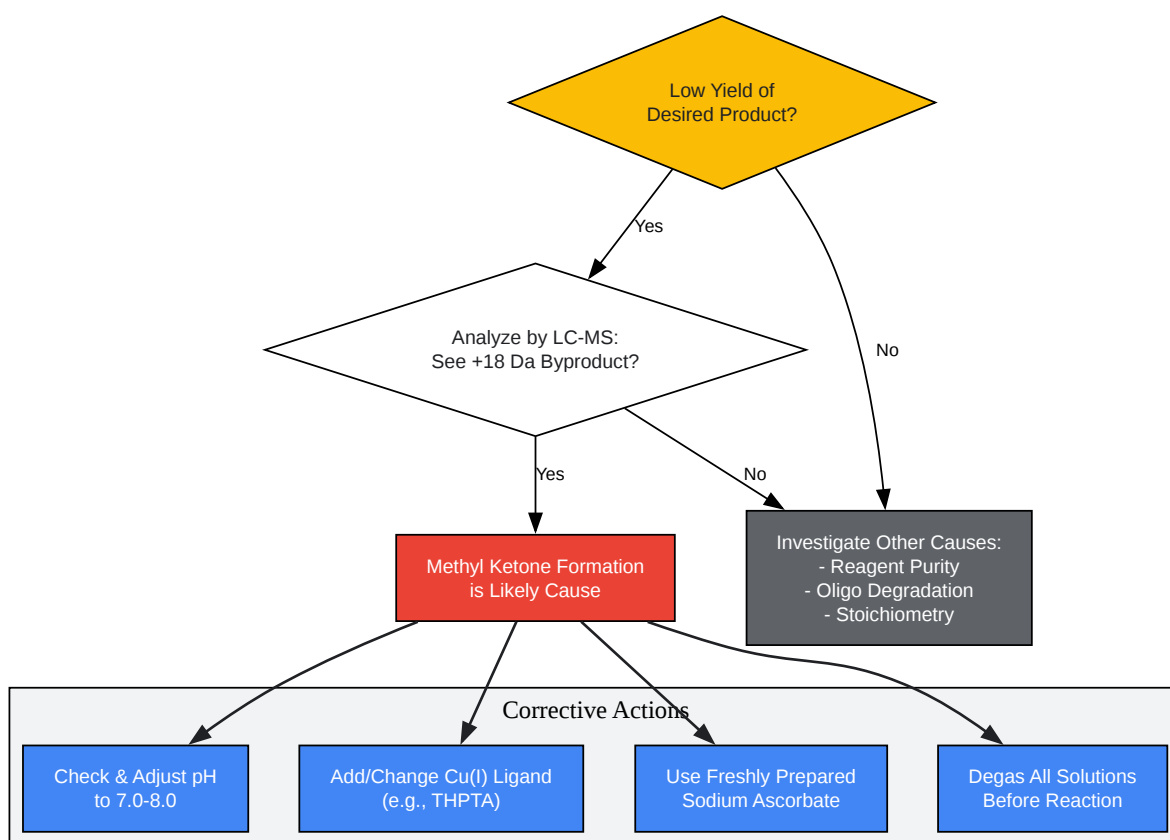 Low Yield of
Desired Product?
Yes
No
Analyze by LC-MS:
See +18 Da Byproduct?
Yes
No
Methyl Ketone Formation
is Likely Cause
Investigate Other Causes:
- Reagent Purity
- Oligo Degradation
- Stoichiometry
Corrective Actions
Check & Adjust pH
to 7.0-8.0
Add/Change Cu(I) Ligand
(e.g., THPTA)
Use Freshly Prepared
Sodium Ascorbate
Degas All Solutions
Before Reaction